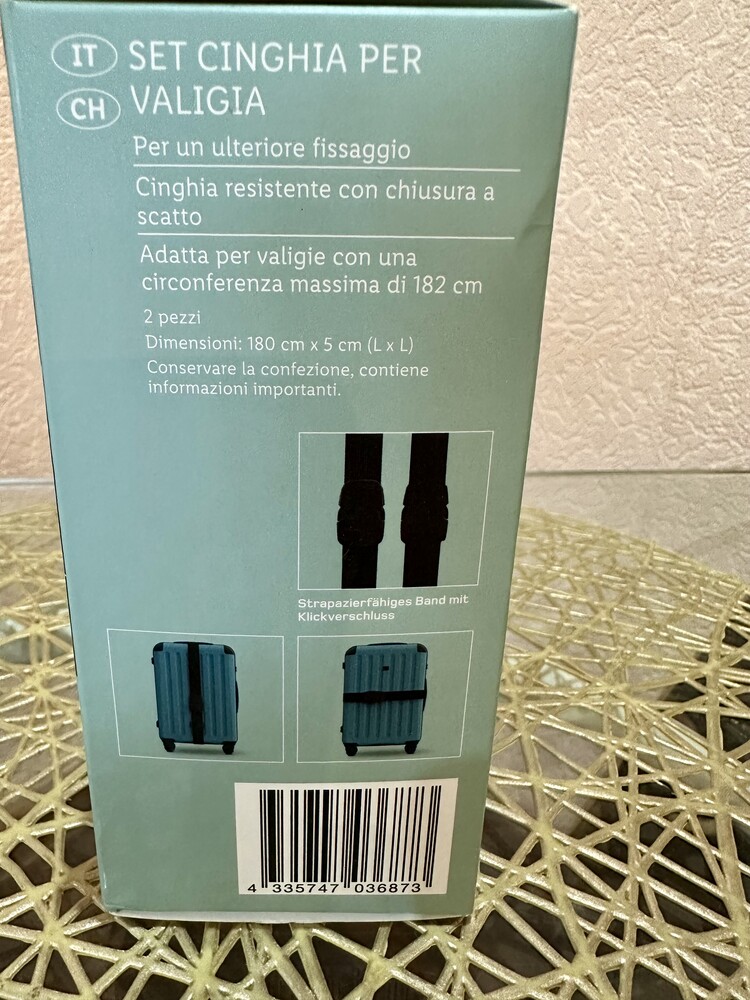 IT SET CINGHIA PER
CH VALIGIA
Per un ulteriore fissaggio
Cinghia resistente con chiusura a
scatto
Adatta per valigie con una
circonferenza massima di 182 cm
2 pezzi
Dimensioni: 180 cm x 5 cm (L x L)
Conservare la confezione, contiene
informazioni importanti.
Strapazierfähiges Band mit
Klickverschluss
4 335747 036873